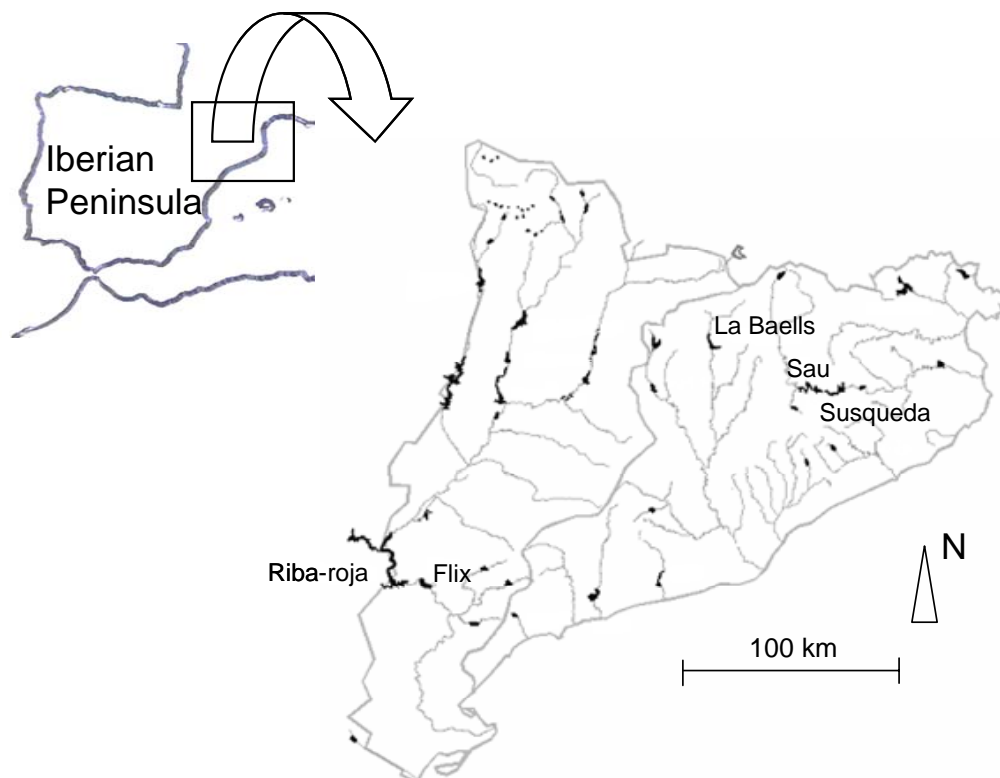 Iberian
Peninsula
La Baells
Sau
Susqueda
N
Riba-roja
Flix
100 km